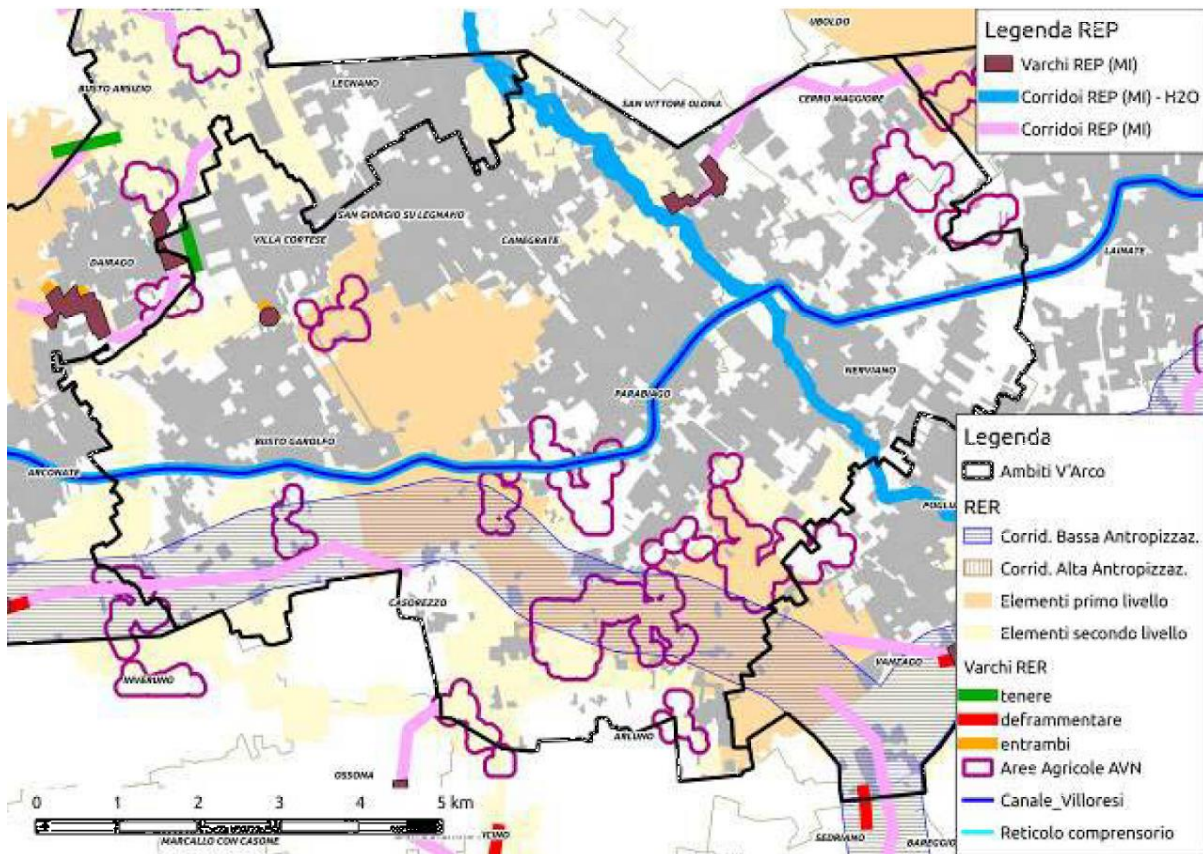 UBOLDO
Legenda REP
Varchi REP (MI)
Corridoi REP (MI) - H2O
Corridoi REP (MI)
BUSTO ARSIZIO
LEGNANO
SAN VITTORE OLONA
CERRO MAGGIORE
SAN GIORGIO SU LEGNANO
VILLA CORTESE
CANEGRATE
DAIRAGO
LAINATE
NERVIANO
PARABIAGO
BUSTO GAROLFO
ARCONATE
POGLI
CASOREZZO
VANZAGO
INVERUNO
ARLUNO
OSSONA
SEDRIANO
BAREGGIO
MARCALLO CON CASONE
0 1 2 3 4 5 km
Legenda
Ambiti V'Arco
RER
Corrid. Bassa Antropizzaz.
Corrid. Alta Antropizzaz.
Elementi primo livello
Elementi secondo livello
Varchi RER
tenere
deframmentare
entrambi
Aree Agricole AVN
Canale_Villoresi
Reticolo comprensorio